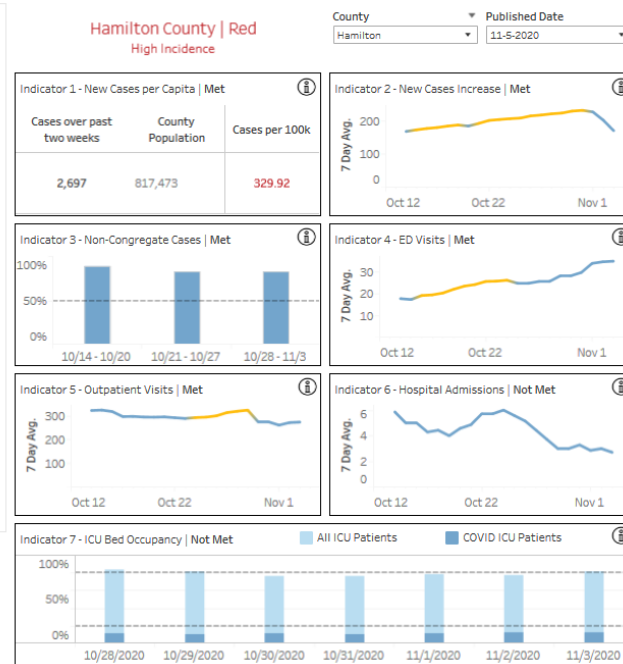 Hamilton County | Red
High Incidence
County
Published Date
Hamilton
11-5-2020
Indicator 1 - New Cases per Capita | Met
Cases over past two weeks
County Population
Cases per 100k
2,697
817,473
329.92
Indicator 2 - New Cases Increase | Met
7 Day Avg.
200
100
0
Oct 12
Oct 22
Nov 1
Indicator 3 - Non-Congregate Cases | Met
100%
50%
0%
10/14 - 10/20
10/21 - 10/27
10/28 - 11/3
Indicator 4 - ED Visits | Met
7 Day Avg.
30
20
10
Oct 12
Oct 22
Nov 1
Indicator 5 - Outpatient Visits | Met
7 Day Avg.
300
200
100
Oct 12
Oct 22
Nov 1
Indicator 6 - Hospital Admissions | Not Met
7 Day Avg.
6
4
2
0
Oct 12
Oct 22
Nov 1
Indicator 7 - ICU Bed Occupancy | Not Met
All ICU Patients
COVID ICU Patients
100%
50%
0%
10/28/2020
10/29/2020
10/30/2020
10/31/2020
11/1/2020
11/2/2020
11/3/2020